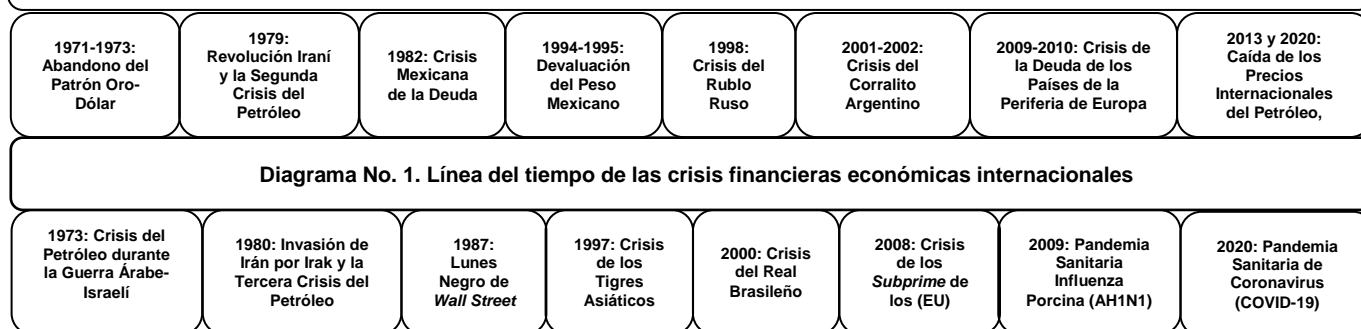 1971-1973:
Abandono del
Patrón Oro-
Dólar
1979:
Revolución Iraní
y la Segunda
Crisis del
Petróleo
1982: Crisis
Mexicana
de la Deuda
1994-1995:
Devaluación
del Peso
Mexicano
1998:
Crisis del
Rublo
Ruso
2001-2002:
Crisis del
Corralito
Argentino
2009-2010: Crisis de
la Deuda de los
Países de la
Periferia de Europa
2013 y 2020:
Caída de los
Precios
Internacionales
del Petróleo,
Diagrama No. 1. Línea del tiempo de las crisis financieras económicas internacionales
1973: Crisis del
Petróleo durante
la Guerra Árabe-
Israelí
1980: Invasión de
Irán por Irak y la
Tercera Crisis del
Petróleo
1987:
Lunes
Negro de
Wall Street
1997: Crisis
de los
Tigres
Asiáticos
2000: Crisis
del Real
Brasileño
2008: Crisis
de los
Subprime de
los (EU)
2009: Pandemia
Sanitaria
Influenza
Porcina (AH1N1)
2020: Pandemia
Sanitaria de
Coronavirus
(COVID-19)